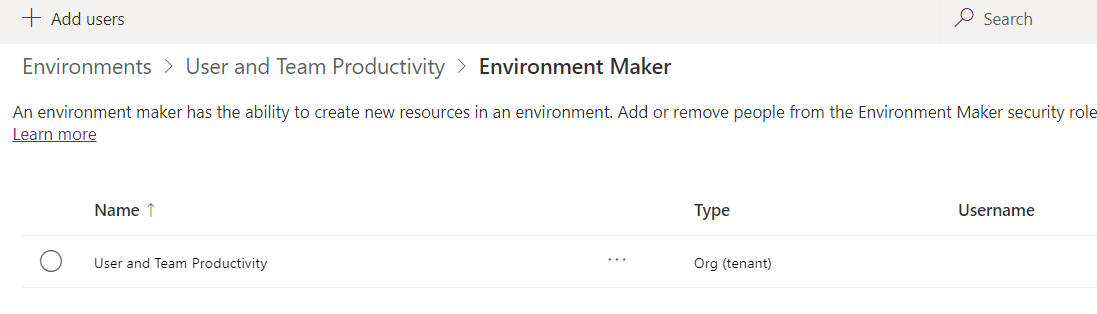 Add users
Search
Environments > User and Team Productivity > Environment Maker
An environment maker has the ability to create new resources in an environment. Add or remove people from the Environment Maker security role
Learn more
Name ↑ Type Username
User and Team Productivity ... Org (tenant)